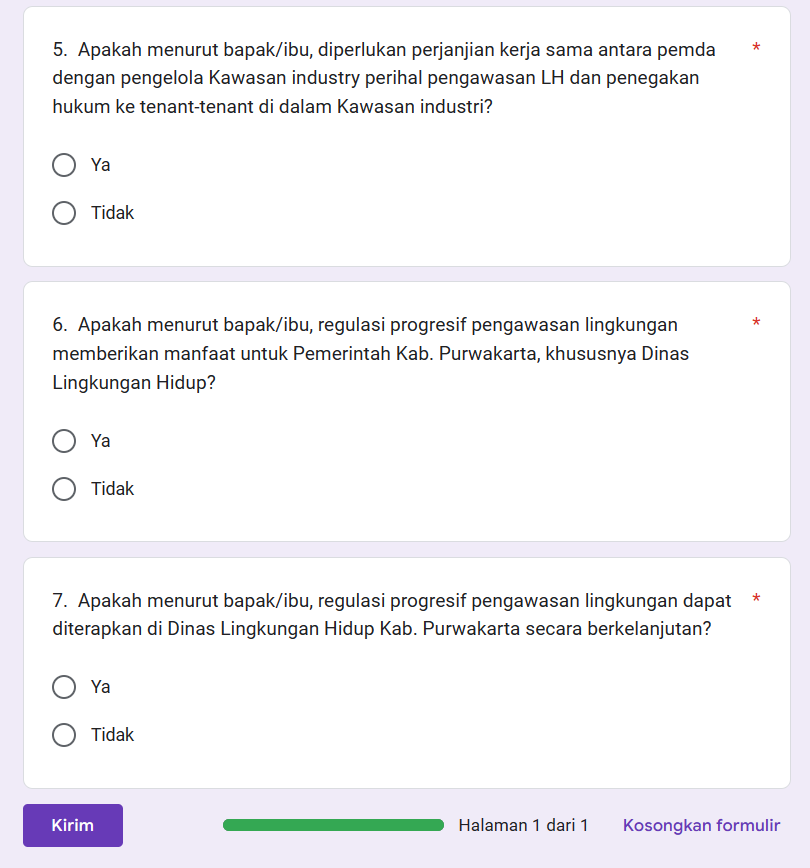 5. Apakah menurut bapak/ibu, diperlukan perjanjian kerja sama antara pemda *
dengan pengelola Kawasan industry perihal pengawasan LH dan penegakan
hukum ke tenant-tenant di dalam Kawasan industri?
Ya
Tidak
6. Apakah menurut bapak/ibu, regulasi progresif pengawasan lingkungan *
memberikan manfaat untuk Pemerintah Kab. Purwakarta, khususnya Dinas
Lingkungan Hidup?
Ya
Tidak
7. Apakah menurut bapak/ibu, regulasi progresif pengawasan lingkungan dapat *
diterapkan di Dinas Lingkungan Hidup Kab. Purwakarta secara berkelanjutan?
Ya
Tidak
Kirim Halaman 1 dari 1 Kosongkan formulir